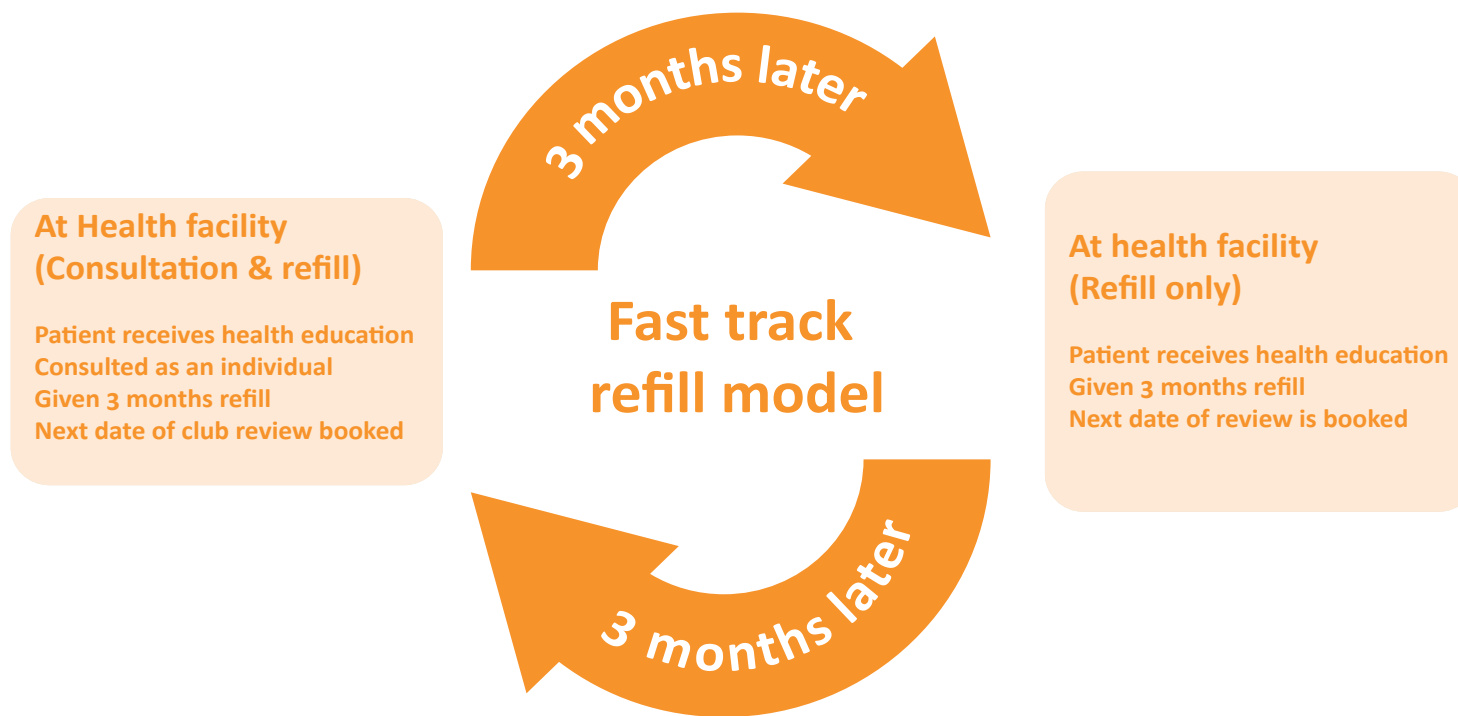 3 months later
At Health facility
(Consultation & refill)
Patient receives health education
Consulted as an individual
Given 3 months refill
Next date of club review booked
Fast track
refill model
At health facility
(Refill only)
Patient receives health education
Given 3 months refill
Next date of review is booked
3 months later